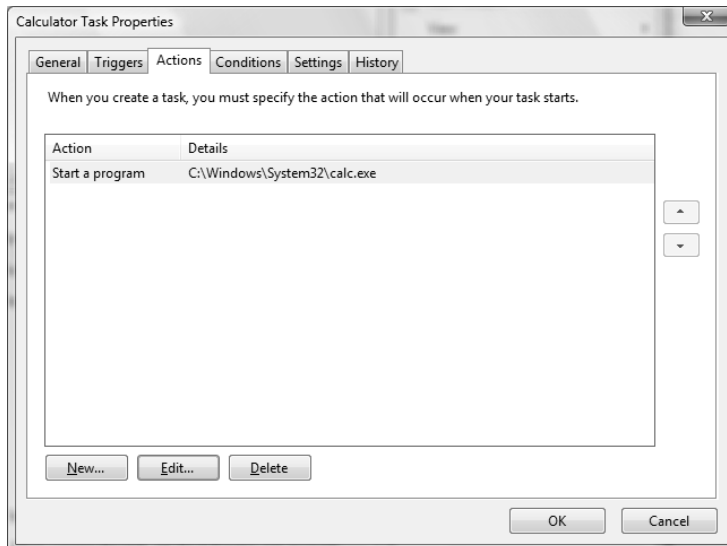 Calculator Task Properties
General Triggers Actions Conditions Settings History
When you create a task, you must specify the action that will occur when your task starts.
Action Details
Start a program C:\Windows\System32\calc.exe
New... Edit... Delete
OK Cancel